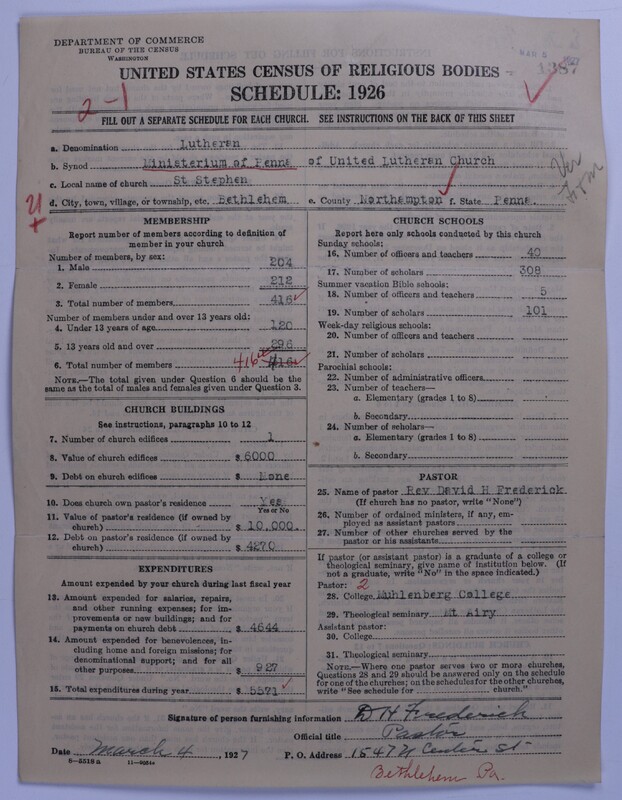 DEPARTMENT OF COMMERCE
BUREAU OF THE CENSUS
WASHINGTON
UNITED STATES CENSUS OF RELIGIOUS BODIES
SCHEDULE: 1926
2-1
FILL OUT A SEPARATE SCHEDULE FOR EACH CHURCH. SEE INSTRUCTIONS ON THE BACK OF THIS SHEET
a. Denomination Lutheran
b. Synod Ministerium of Penna of United Lutheran Church
c. Local name of church St Stephen
d. City, town, village, or township, etc. Bethlehem e. County Northampton f. State Penna.
21
MEMBERSHIP
Report number of members according to definition of
member in your church
Number of members, by sex:
1. Male 204
2. Female 212
3. Total number of members 416
Number of members under and over 13 years old:
4. Under 13 years of age 120
5. 13 years old and over 296
6. Total number of members 416 416
NOTE.—The total given under Question 6 should be the
same as the total of males and females given under Question 3.
CHURCH BUILDINGS
See instructions, paragraphs 10 to 12
7. Number of church edifices 1
8. Value of church edifices $ 6000
9. Debt on church edifices $ None
10. Does church own pastor's residence Yes
Yes or No
11. Value of pastor's residence (if owned by
church) $ 10,000.
12. Debt on pastor's residence (if owned by
church) $ 4270
EXPENDITURES
Amount expended by your church during last fiscal year
13. Amount expended for salaries, repairs,
and other running expenses; for im-
provements or new buildings; and for
payments on church debt $ 4644
14. Amount expended for benevolences, in-
cluding home and foreign missions; for
denominational support; and for all
other purposes $ 927
15. Total expenditures during year $ 5571
CHURCH SCHOOLS
Report here only schools conducted by this church
Sunday schools:
16. Number of officers and teachers 40
17. Number of scholars 308
Summer vacation Bible schools:
18. Number of officers and teachers 5
19. Number of scholars 101
Week-day religious schools:
20. Number of officers and teachers
21. Number of scholars
Parochial schools:
22. Number of administrative officers
23. Number of teachers—
a. Elementary (grades 1 to 8)
b. Secondary
24. Number of scholars—
a. Elementary (grades 1 to 8)
b. Secondary
PASTOR
25. Name of pastor Rev David H Frederick
(If church has no pastor, write "None")
26. Number of ordained ministers, if any, em-
ployed as assistant pastors
27. Number of other churches served by the
pastor or his assistants
If pastor (or assistant pastor) is a graduate of a college or
theological seminary, give name of institution below. (If
not a graduate, write "No" in the space indicated.)
Pastor: 2
28. College Muhlenberg College
29. Theological seminary Mt Airy
Assistant pastor:
30. College
31. Theological seminary
NOTE.—Where one pastor serves two or more churches,
Questions 28 and 29 should be answered only on the schedule
for one of the churches; on the schedules for the other churches,
write "See schedule for church."
Signature of person furnishing information D H Frederick
Official title Pastor
Date March 4, 1927 P. O. Address 1547 N Center St
Bethlehem Pa.